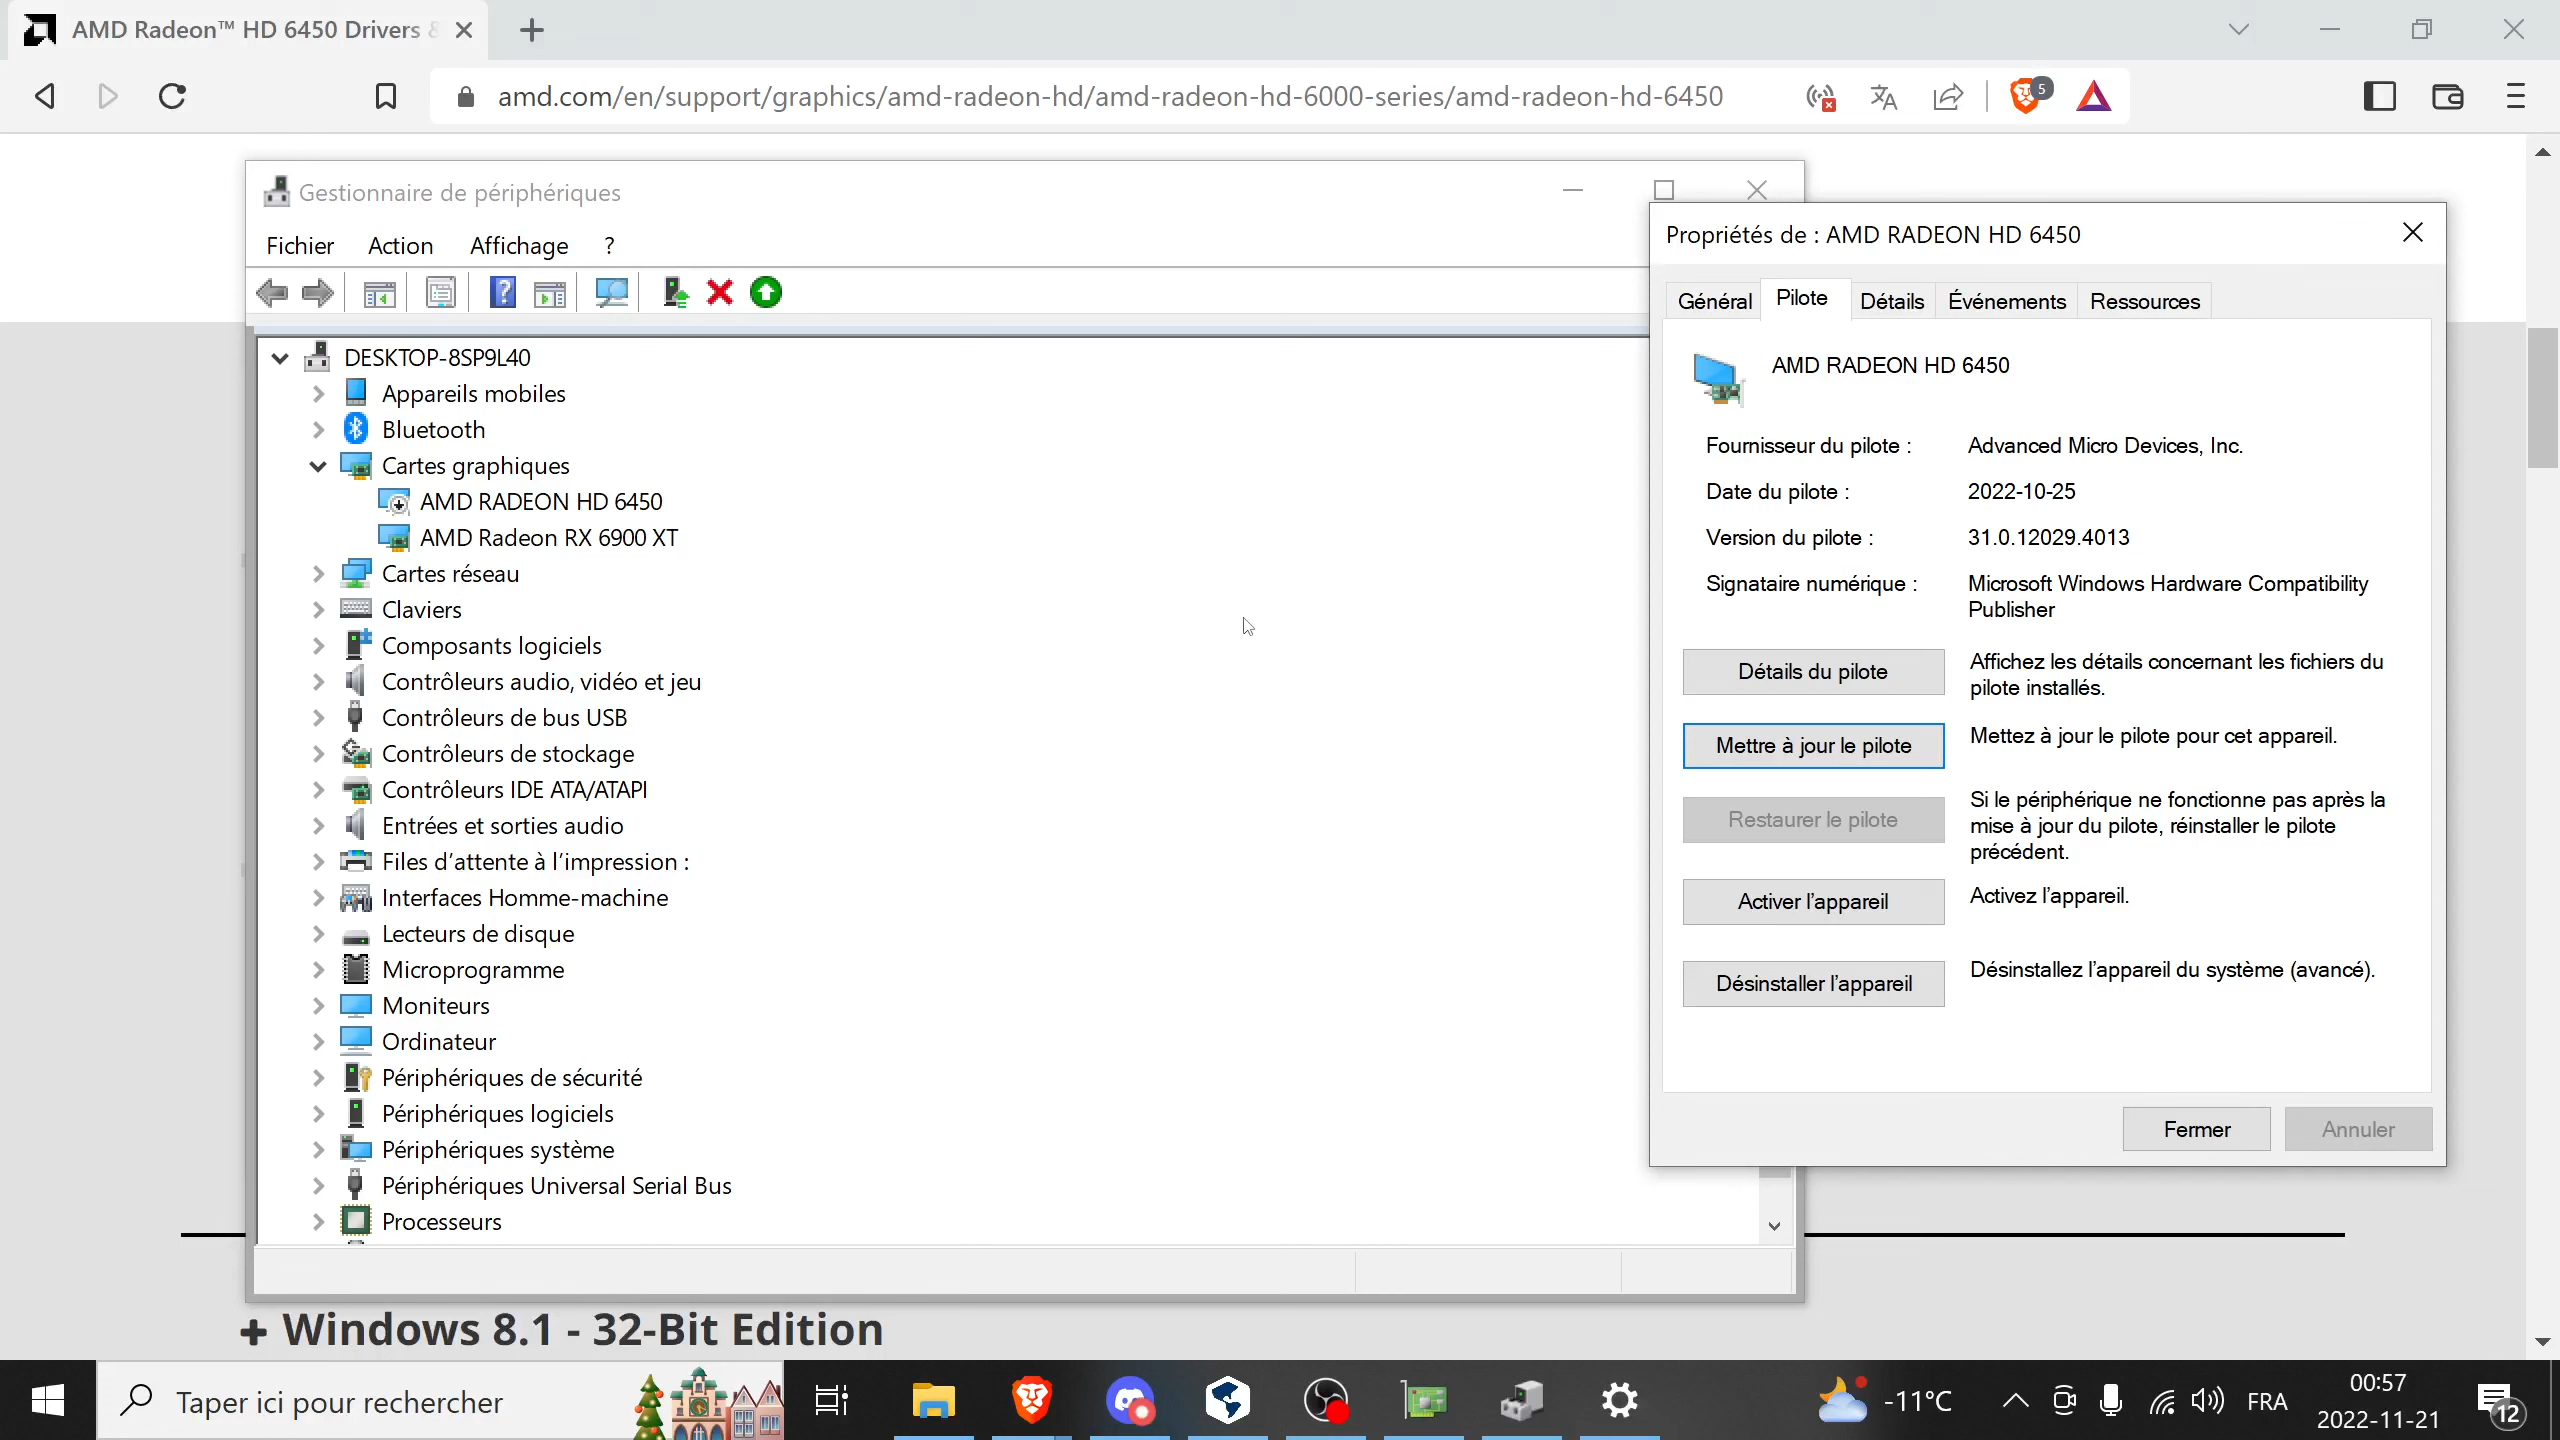 AMD Radeon™ HD 6450 Drivers &
amd.com/en/support/graphics/amd-radeon-hd/amd-radeon-hd-6000-series/amd-radeon-hd-6450
5
Gestionnaire de périphériques
Fichier Action Affichage ?
DESKTOP-8SP9L40
Appareils mobiles
Bluetooth
Cartes graphiques
AMD RADEON HD 6450
AMD Radeon RX 6900 XT
Cartes réseau
Claviers
Composants logiciels
Contrôleurs audio, vidéo et jeu
Contrôleurs de bus USB
Contrôleurs de stockage
Contrôleurs IDE ATA/ATAPI
Entrées et sorties audio
Files d'attente à l'impression :
Interfaces Homme-machine
Lecteurs de disque
Microprogramme
Moniteurs
Ordinateur
Périphériques de sécurité
Périphériques logiciels
Périphériques système
Périphériques Universal Serial Bus
Processeurs
Propriétés de : AMD RADEON HD 6450
Général Pilote Détails Événements Ressources
AMD RADEON HD 6450
Fournisseur du pilote : Advanced Micro Devices, Inc.
Date du pilote : 2022-10-25
Version du pilote : 31.0.12029.4013
Signataire numérique : Microsoft Windows Hardware Compatibility
Publisher
Détails du pilote
Affichez les détails concernant les fichiers du
pilote installés.
Mettre à jour le pilote
Mettez à jour le pilote pour cet appareil.
Restaurer le pilote
Si le périphérique ne fonctionne pas après la
mise à jour du pilote, réinstaller le pilote
précédent.
Activer l'appareil
Activez l'appareil.
Désinstaller l'appareil
Désinstallez l'appareil du système (avancé).
Fermer Annuler
+ Windows 8.1 - 32-Bit Edition
Taper ici pour rechercher
-11°C
FRA
00:57
2022-11-21
12